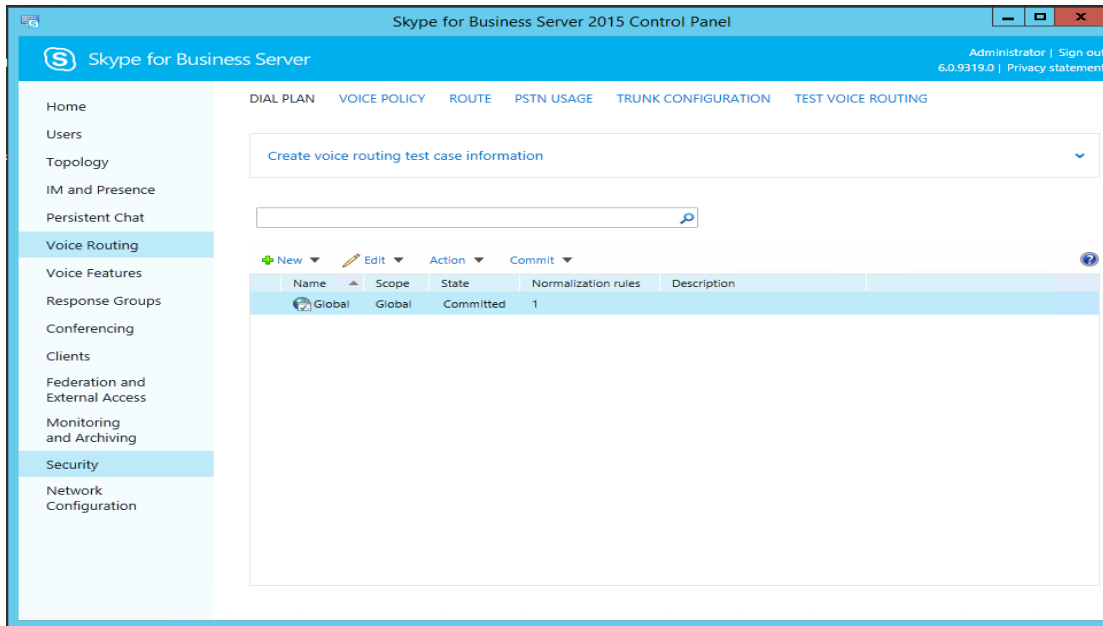 Skype for Business Server 2015 Control Panel
S Skype for Business Server
Administrator | Sign out
6.0.9319.0 | Privacy statement
Home
Users
Topology
IM and Presence
Persistent Chat
Voice Routing
Voice Features
Response Groups
Conferencing
Clients
Federation and
External Access
Monitoring
and Archiving
Security
Network
Configuration
DIAL PLAN VOICE POLICY ROUTE PSTN USAGE TRUNK CONFIGURATION TEST VOICE ROUTING
Create voice routing test case information
New Edit Action Commit ?
Name Scope State Normalization rules Description
Global Global Committed 1